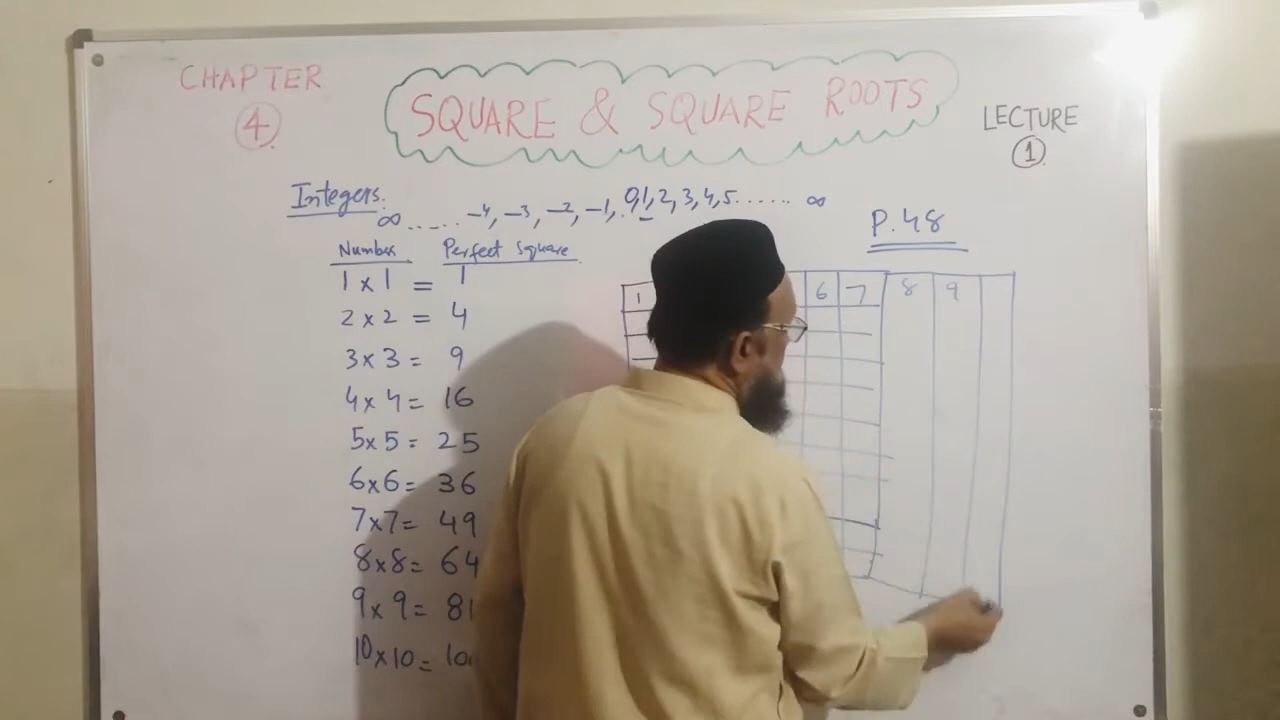 CHAPTER
4
SQUARE & SQUARE ROOTS
LECTURE
1
Integers.
∞ ...... -4, -3, -2, -1, 0,1,2,3,4,5...... ∞
P.48
Number Perfect Square
1 x 1 = 1
2 x 2 = 4
3 x 3 = 9
4 x 4 = 16
5 x 5 = 25
6 x 6 = 36
7 x 7 = 49
8 x 8 = 64
9 x 9 = 81
10 x 10 = 10
1 6 7 8 9